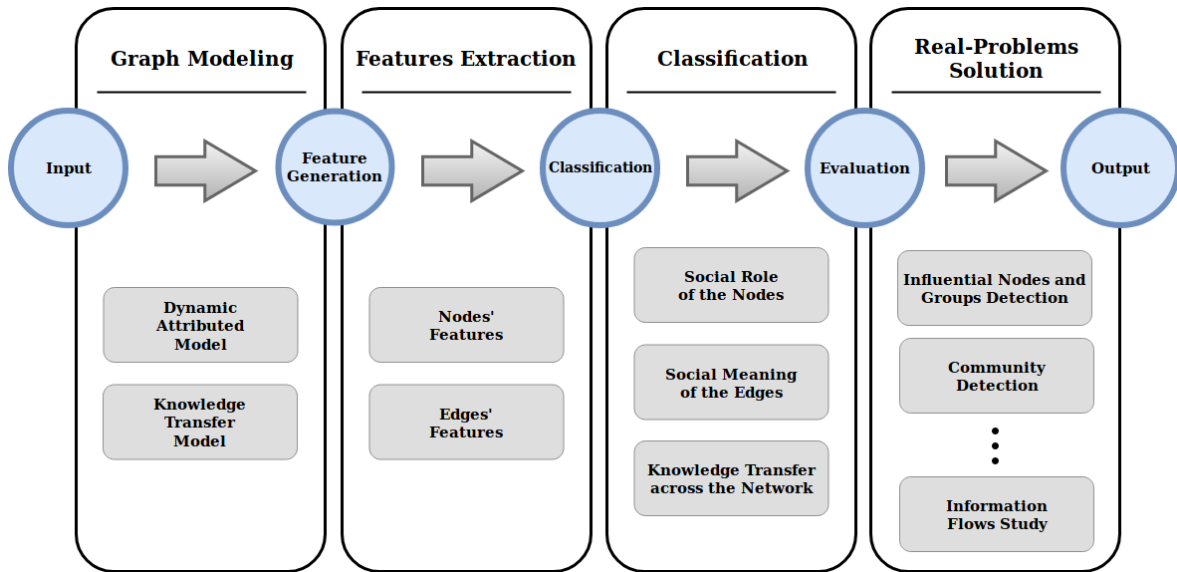 Graph Modeling
Features Extraction
Classification
Real-Problems
Solution
Input
Feature
Generation
Classification
Evaluation
Output
Dynamic
Attributed
Model
Knowledge
Transfer
Model
Nodes'
Features
Edges'
Features
Social Role
of the Nodes
Social Meaning
of the Edges
Knowledge Transfer
across the Network
Influential Nodes and
Groups Detection
Community
Detection
Information
Flows Study